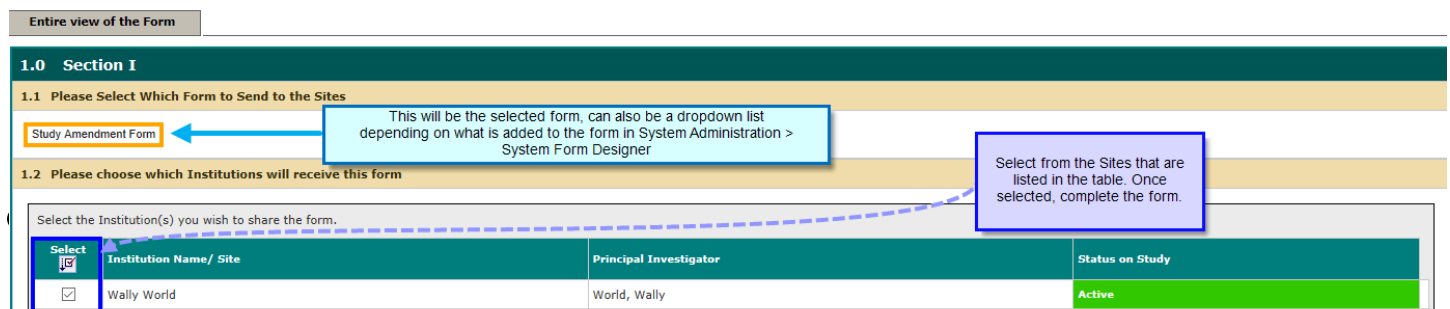 Entire view of the Form
1.0 Section I
1.1 Please Select Which Form to Send to the Sites
Study Amendment Form
This will be the selected form, can also be a dropdown list
depending on what is added to the form in System Administration >
System Form Designer
1.2 Please choose which Institutions will receive this form
Select from the Sites that are
listed in the table. Once
selected, complete the form.
Select the Institution(s) you wish to share the form.
Select
Institution Name/ Site
Principal Investigator
Status on Study
Wally World
World, Wally
Active